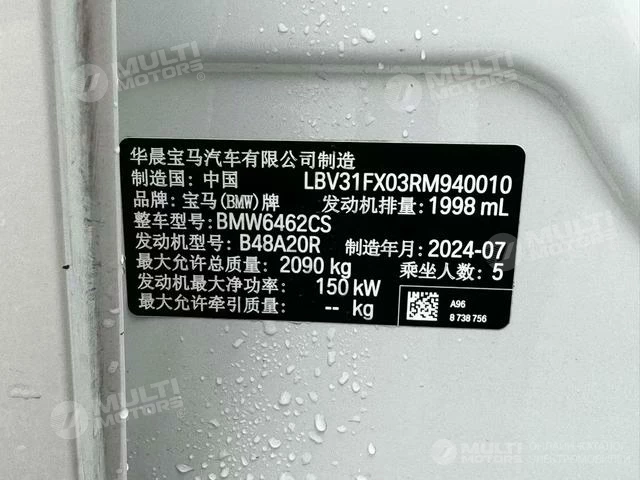 华晨宝马汽车有限公司制造
制造国: 中国 LBV31FX03RM940010
品牌: 宝马(BMW)牌 发动机排量: 1998 mL
整车型号: BMW6462CS
发动机型号: B48A20R 制造年月: 2024-07
最大允许总质量: 2090 kg 乘坐人数: 5
发动机最大净功率: 150 kW
最大允许牵引质量: -- kg
A96
8 738 756
MULTI MOTORS
MULTI MOTORS
MULTI MOTORS
MULTI MOTORS
MULTI MOTORS